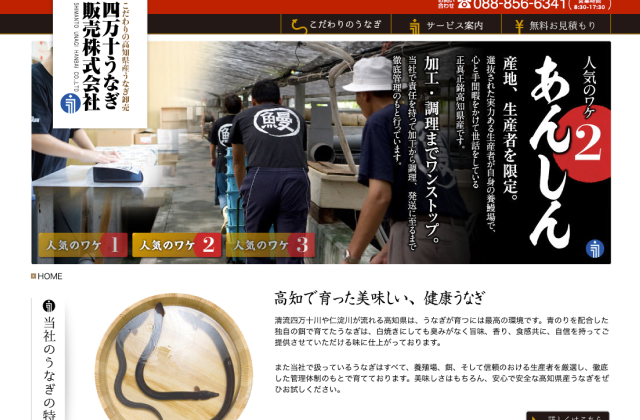 こだわりの高知県産うなぎ卸売
四万十うなぎ
販売株式会社
SHIMANTO UNAGI HANBAI CO.,LTD
合わせ
☎088-856-6341
営業時間
8:30-17:30
こだわりのうなぎ
サービス案内
無料お見積もり
人気のワケ
2
あんしん
産地、生産者を限定。
選抜された実力ある生産者が自身の養鰻場で、
心と手間暇をかけて世話をしている
正真正銘高知県産です。
加工・調理までワンストップ。
当社で責任を持って加工から調理、発送に至るまで
徹底管理のもと行っています。
鰻
人気のワケ 1
人気のワケ 2
人気のワケ 3
HOME
当社のうなぎの特
高知で育った美味しい、健康うなぎ
清流四万十川や仁淀川が流れる高知県は、うなぎが育つには最高の環境です。青のりを配合した
独自の餌で育てたうなぎは、白焼きにしても臭みがなく旨味、香り、食感共に、自信を持ってご
提供させていただける味に仕上がっております。
また当社で扱っているうなぎはすべて、養鰻場、餌、そして信頼のおける生産者を厳選し、徹底
した管理体制のもとで育てております。美味しさはもちろん、安心で安全な高知県産うなぎをぜ
ひお試しください。
詳しくはこちら